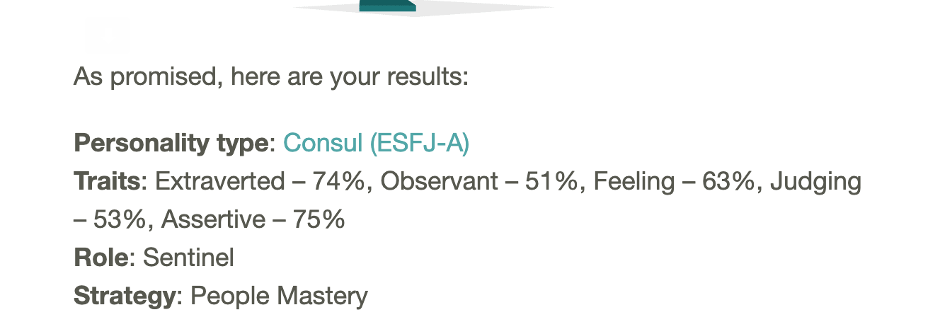 As promised, here are your results:
Personality type: Consul (ESFJ-A)
Traits: Extraverted – 74%, Observant – 51%, Feeling – 63%, Judging
– 53%, Assertive – 75%
Role: Sentinel
Strategy: People Mastery